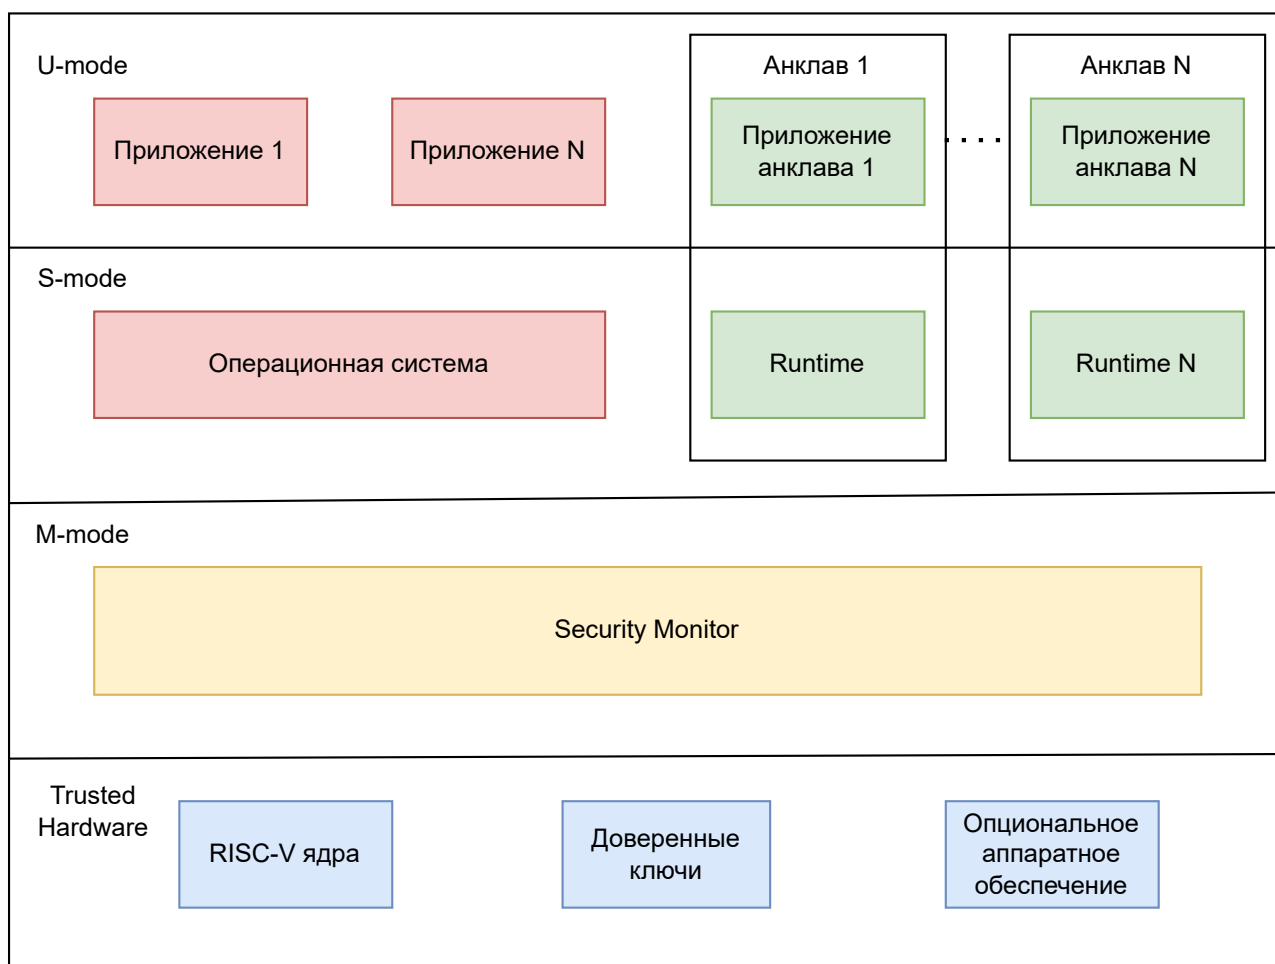 U-mode
Анклав 1
Анклав N
Приложение 1
Приложение N
Приложение
анклава 1
. . . .
Приложение
анклава N
S-mode
Операционная система
Runtime
Runtime N
M-mode
Security Monitor
Trusted
Hardware
RISC-V ядра
Доверенные
ключи
Опциональное
аппаратное
обеспечение